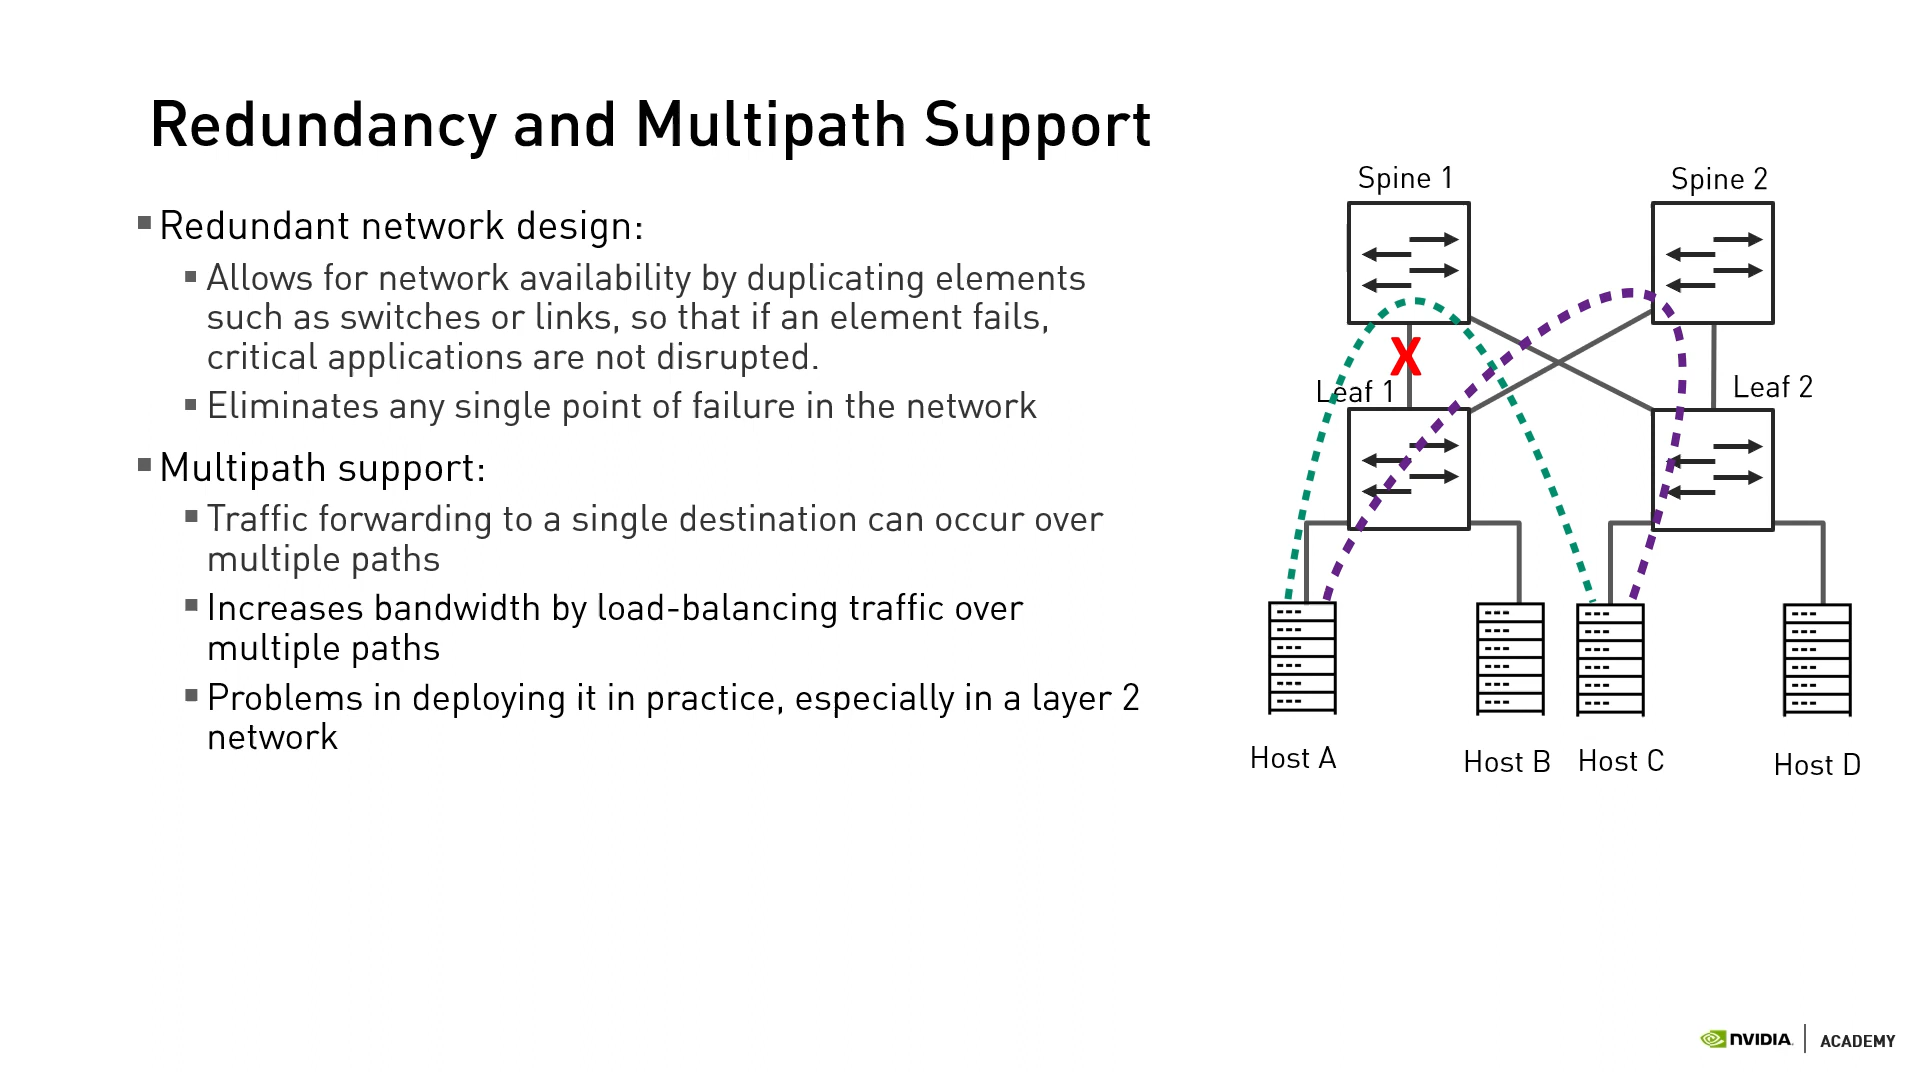 Redundancy and Multipath Support
Redundant network design:
Allows for network availability by duplicating elements
such as switches or links, so that if an element fails,
critical applications are not disrupted.
Eliminates any single point of failure in the network
Multipath support:
Traffic forwarding to a single destination can occur over
multiple paths
Increases bandwidth by load-balancing traffic over
multiple paths
Problems in deploying it in practice, especially in a layer 2
network
Spine 1
Spine 2
X
Leaf 1
Leaf 2
Host A
Host B
Host C
Host D
NVIDIA. | ACADEMY